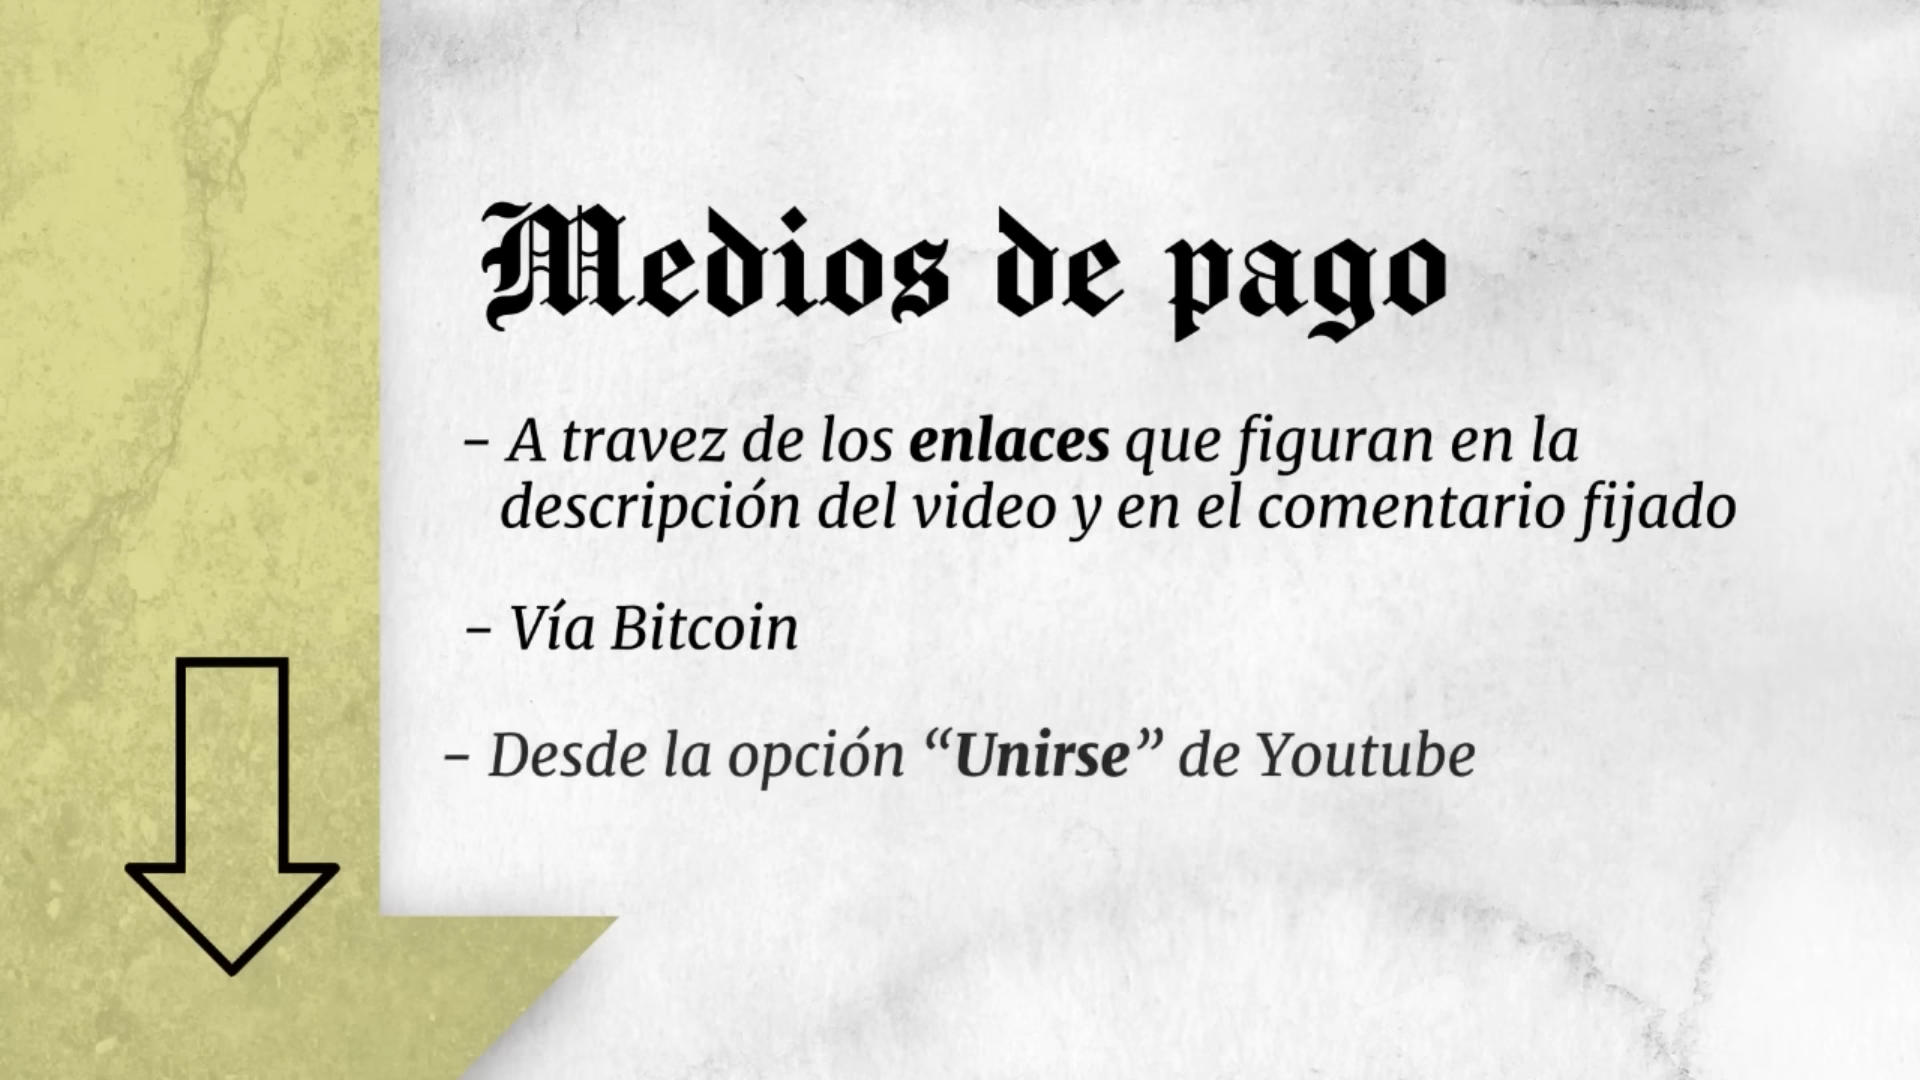 Medios de pago
– A travez de los enlaces que figuran en la
descripción del video y en el comentario fijado
– Vía Bitcoin
– Desde la opción “Unirse” de Youtube